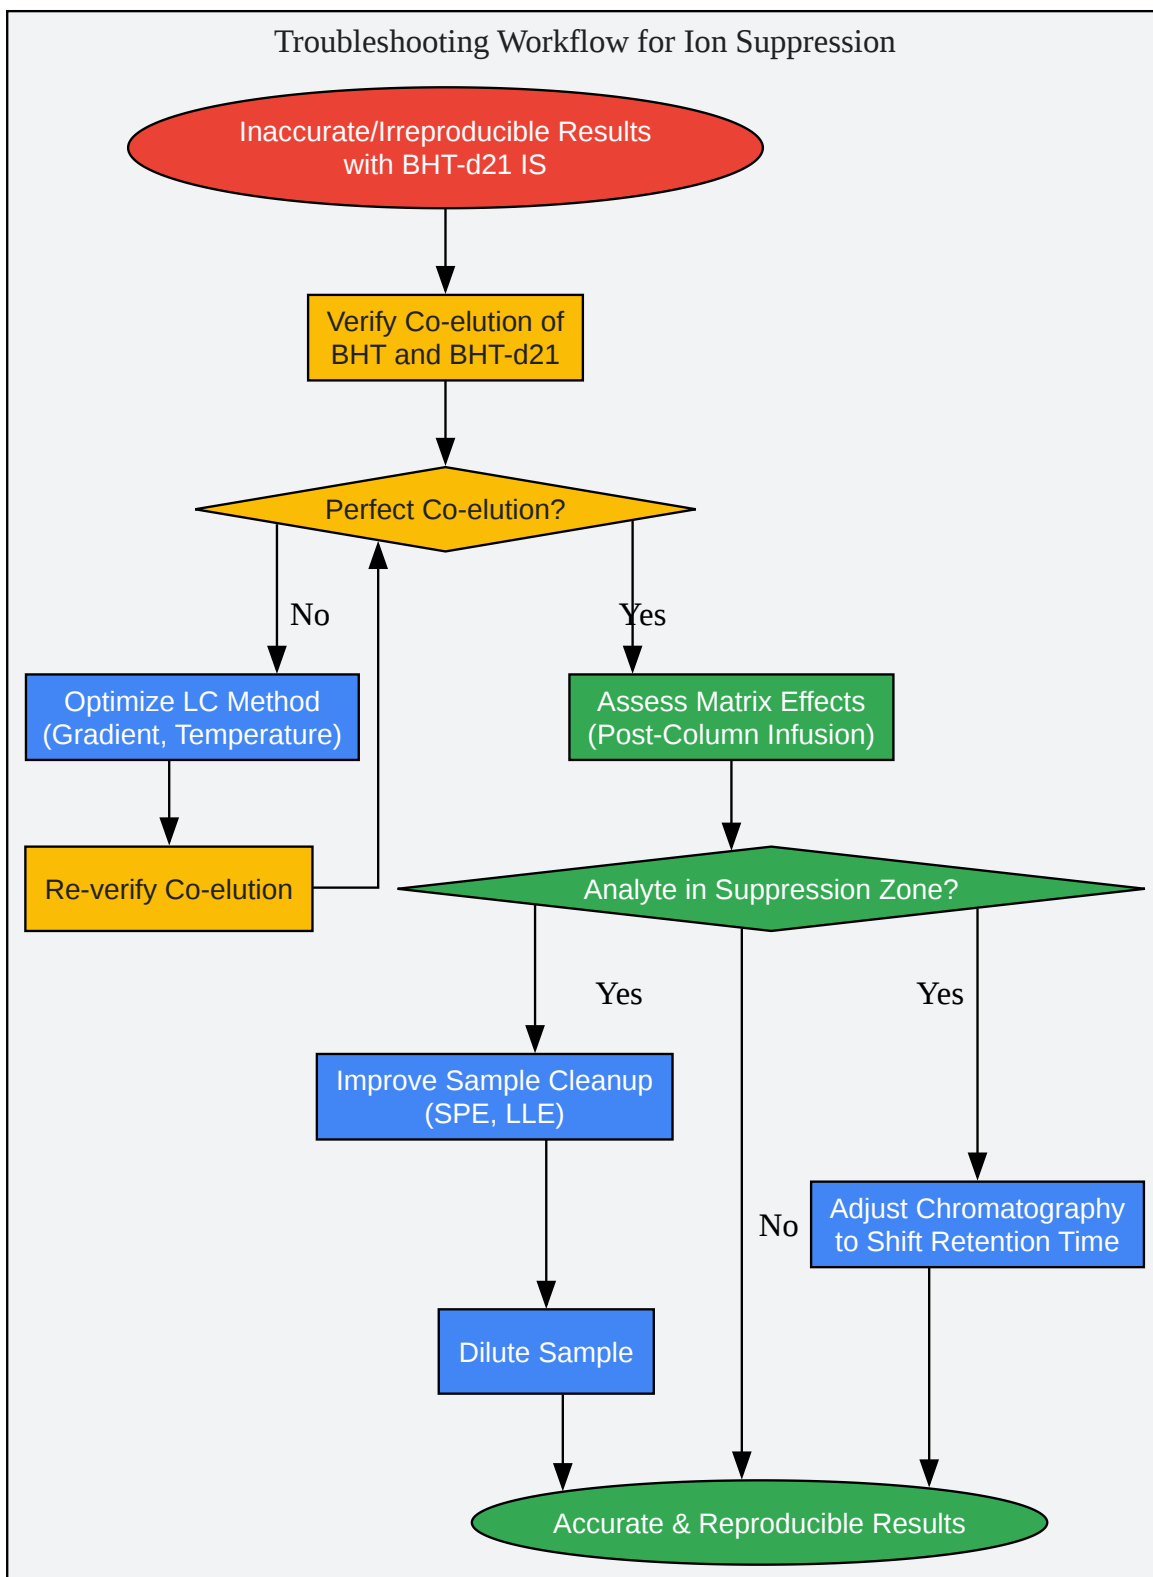 Troubleshooting Workflow for Ion Suppression
Inaccurate/Irreproducible Results
with BHT-d21 IS
Verify Co-elution of
BHT and BHT-d21
Perfect Co-elution?
No
Yes
Optimize LC Method
(Gradient, Temperature)
Assess Matrix Effects
(Post-Column Infusion)
Re-verify Co-elution
Analyte in Suppression Zone?
Yes
Yes
Improve Sample Cleanup
(SPE, LLE)
No
Adjust Chromatography
to Shift Retention Time
Dilute Sample
Accurate & Reproducible Results